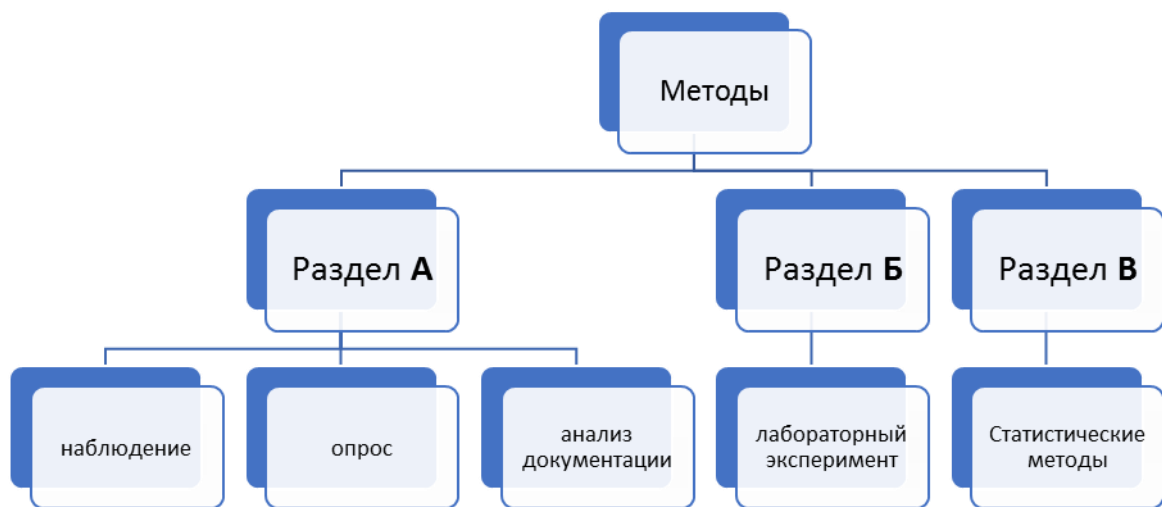 Методы
Раздел А
Раздел Б
Раздел В
наблюдение
опрос
анализ
документации
лабораторный
эксперимент
Статистические
методы